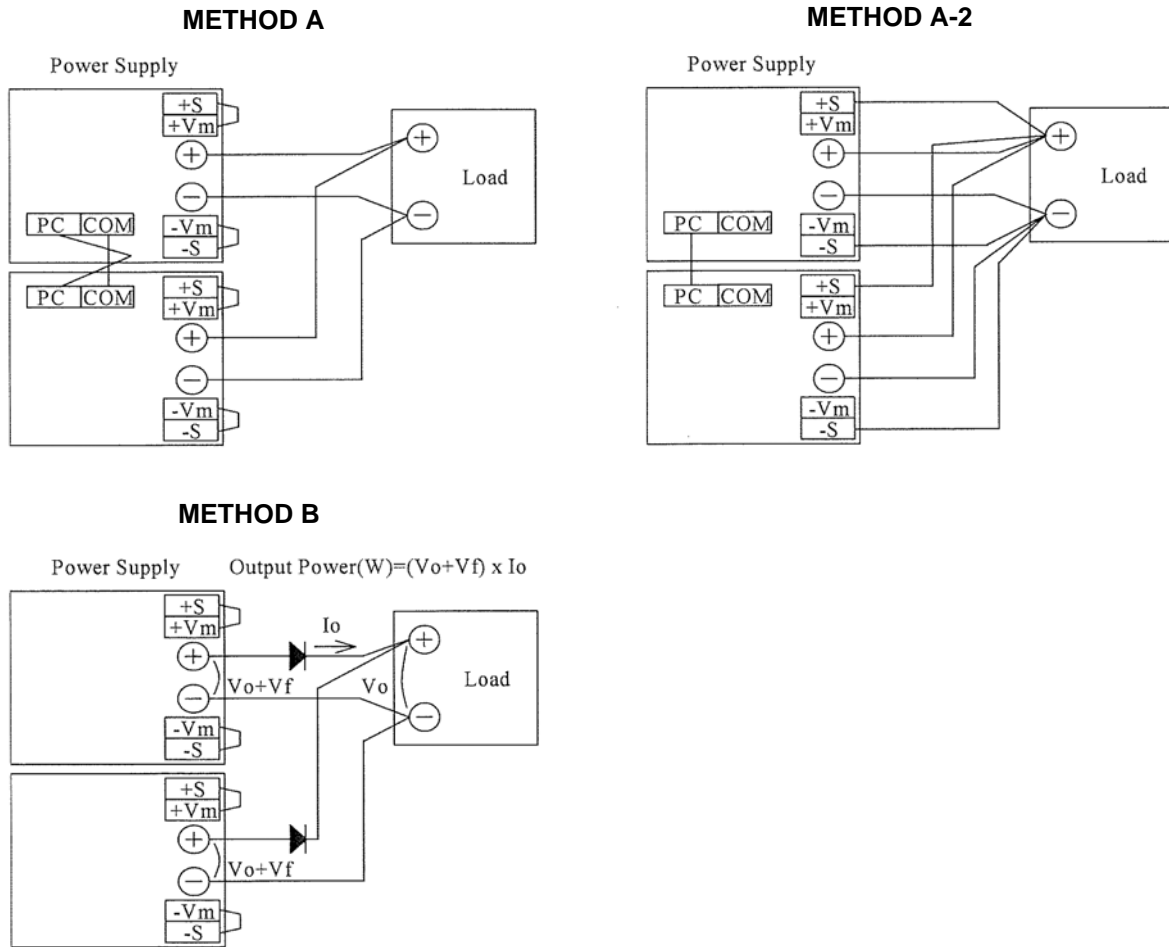 METHOD A
Power Supply
+S
+Vm
+
−
PC COM
-Vm
-S
PC COM
+S
+Vm
+
−
-Vm
-S
+
Load
−
METHOD A-2
Power Supply
+S
+Vm
+
−
PC COM
-Vm
-S
PC COM
+S
+Vm
+
−
-Vm
-S
+
Load
−
METHOD B
Power Supply Output Power(W)=(Vo+Vf) x Io
+S
+Vm
Io
+
Vo+Vf
−
-Vm
-S
+S
+Vm
+
Vo+Vf
−
-Vm
-S
+
Vo
Load
−